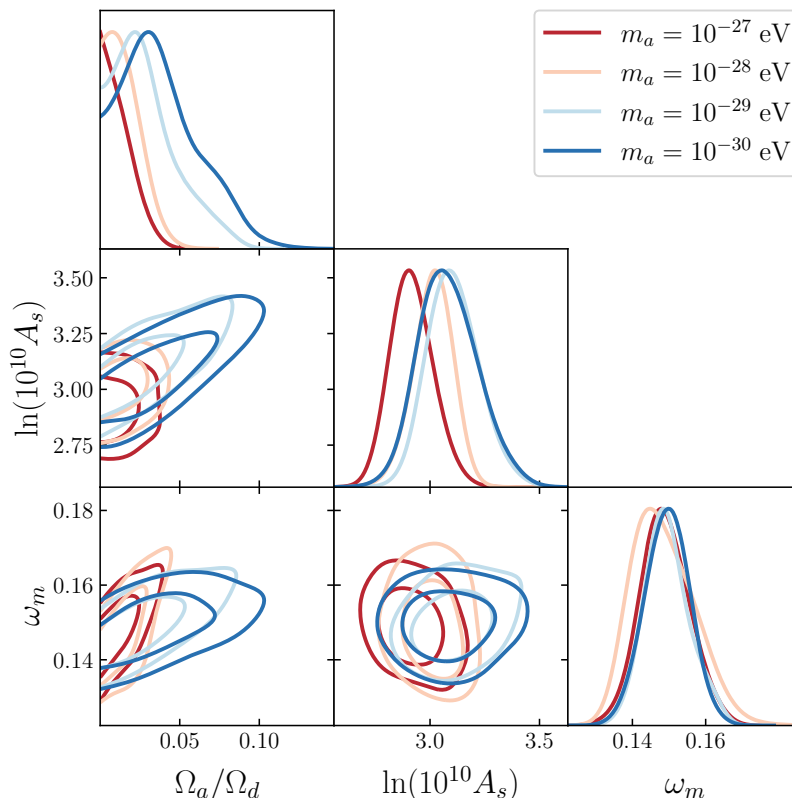 m_a = 10^{-27} eV
m_a = 10^{-28} eV
m_a = 10^{-29} eV
m_a = 10^{-30} eV
3.50
3.25
3.00
2.75
ln(10^{10}A_s)
0.18
0.16
0.14
ω_m
0.05 0.10
3.0 3.5
0.14 0.16
Ω_a/Ω_d
ln(10^{10}A_s)
ω_m